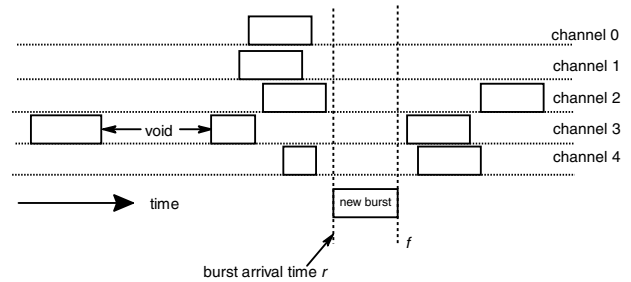 channel 0
channel 1
channel 2
void
channel 3
channel 4
time
new burst
f
burst arrival time r